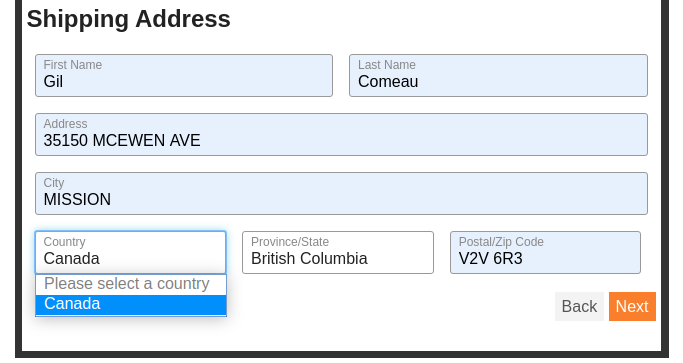 Shipping Address
First Name
Gil
Last Name
Comeau
Address
35150 MCEWEN AVE
City
MISSION
Country
Canada
Province/State
British Columbia
Postal/Zip Code
V2V 6R3
Please select a country
Canada
Back
Next